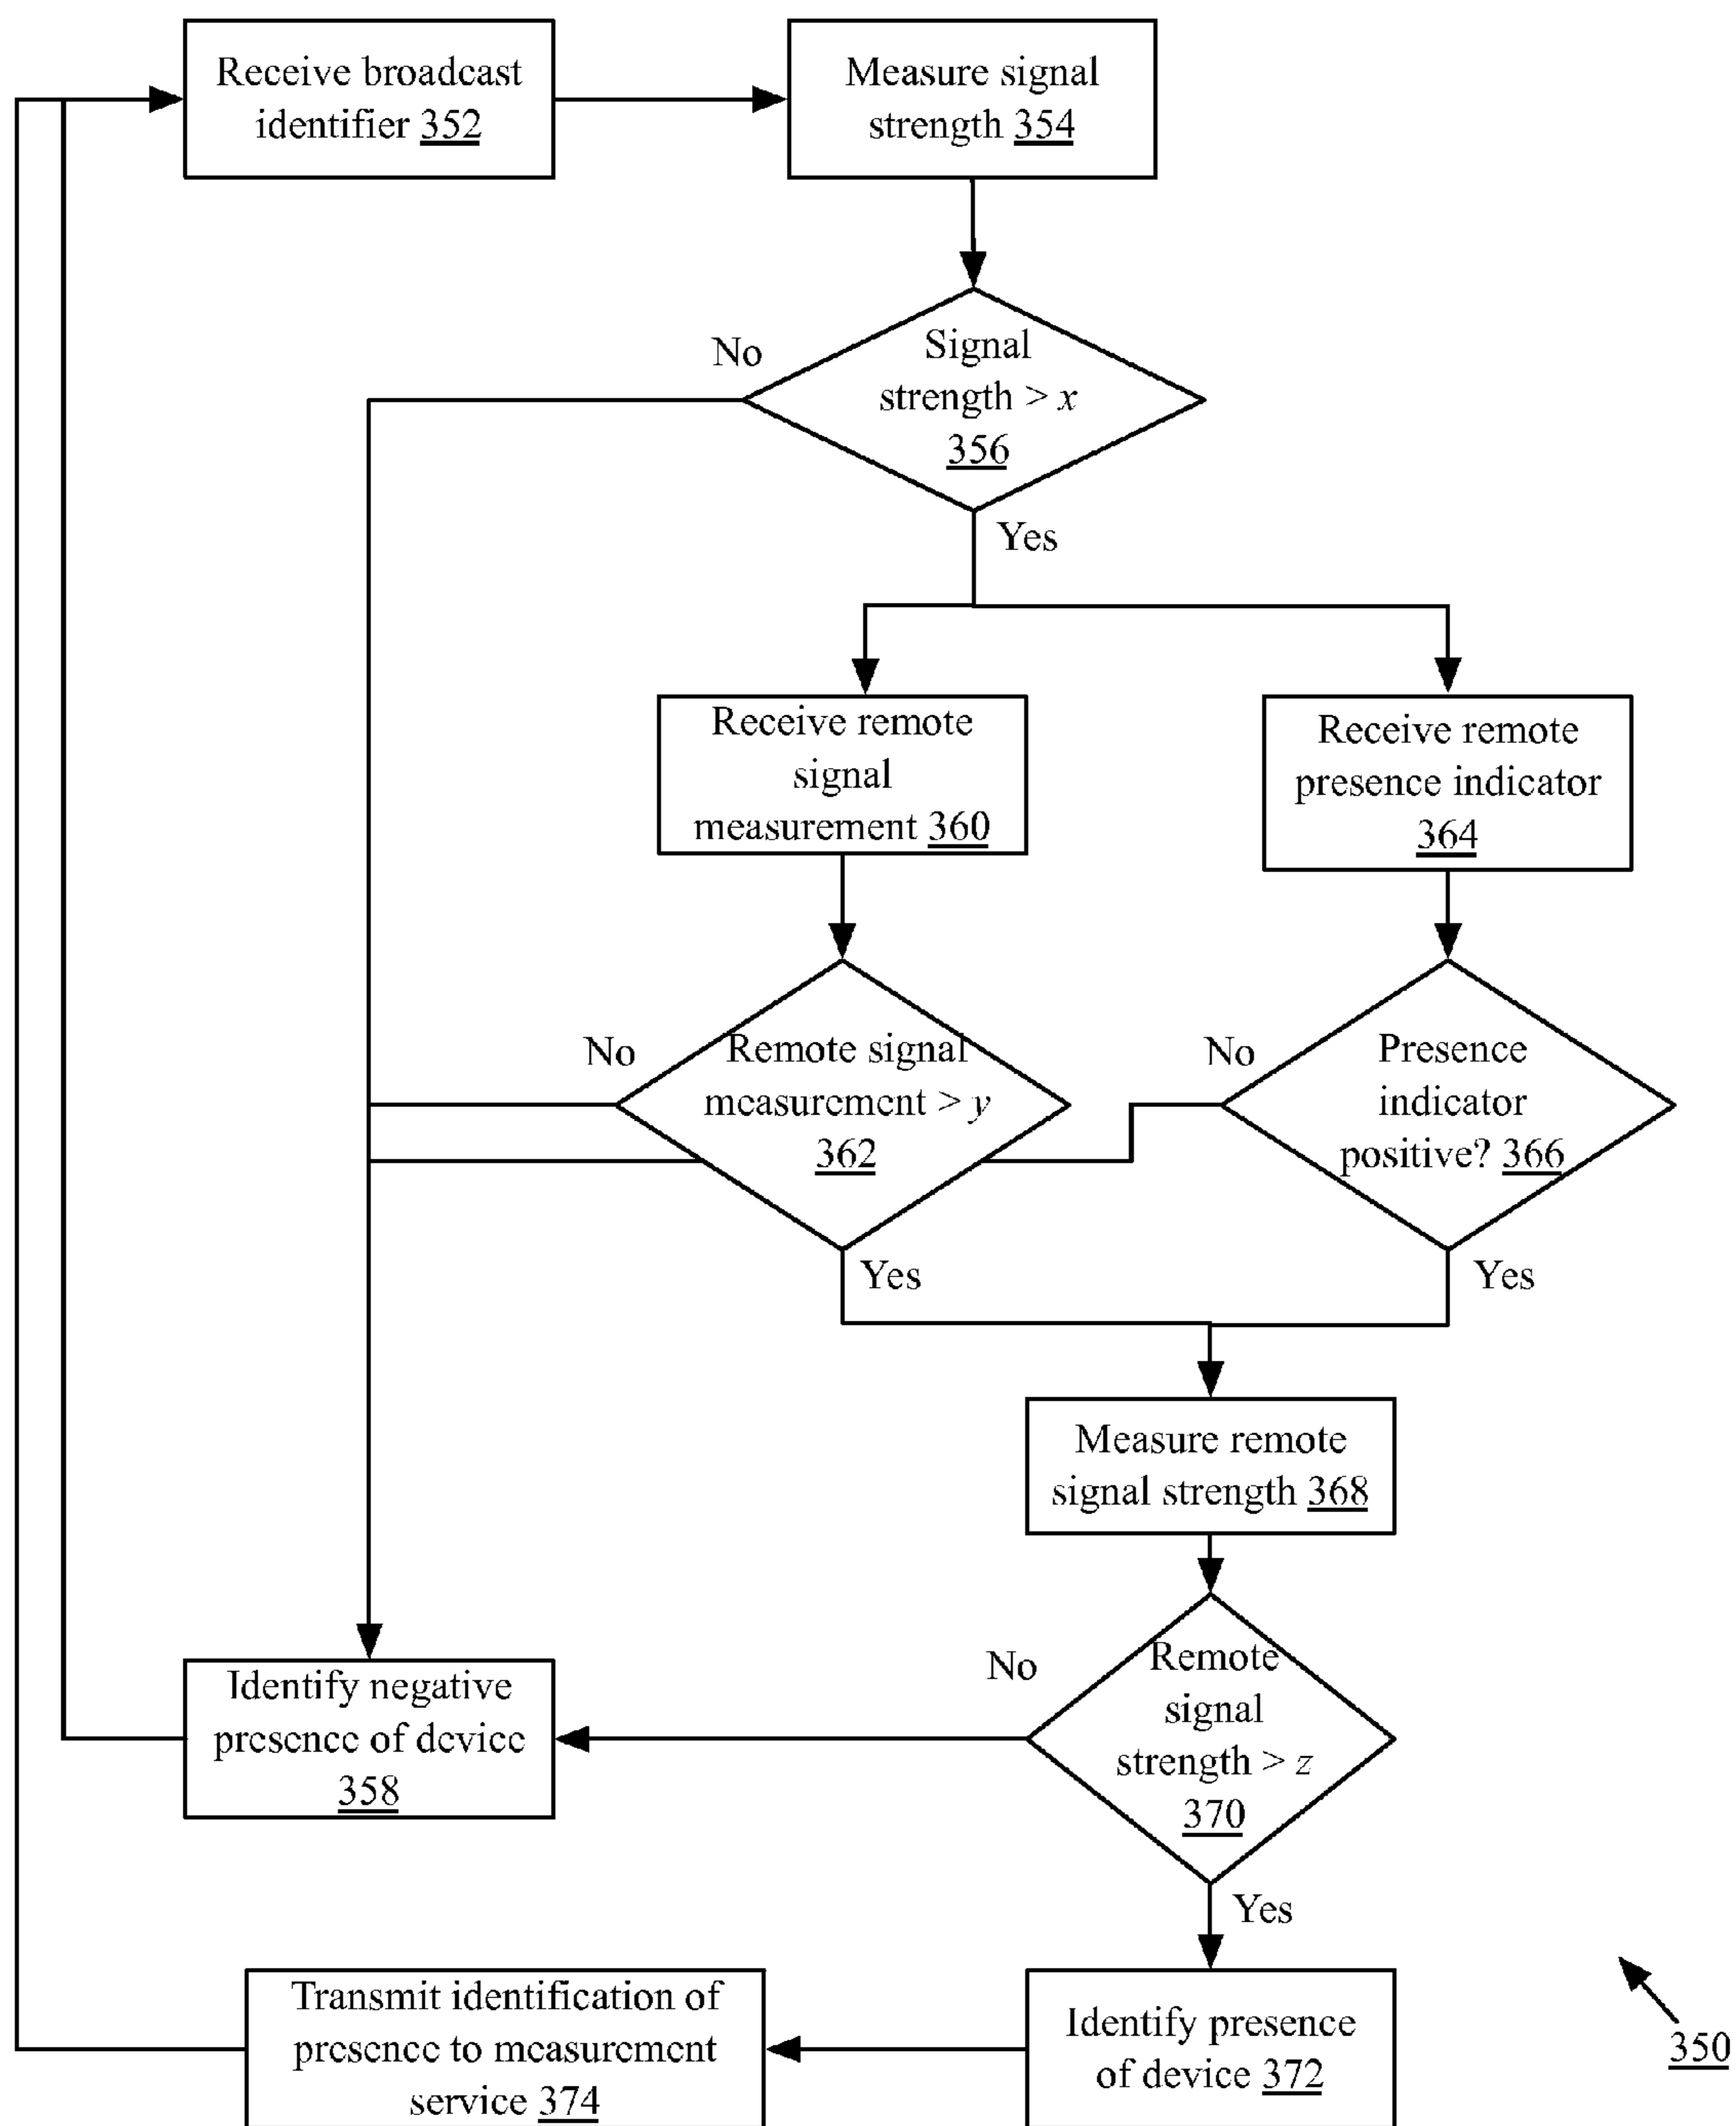 Receive broadcast
identifier 352
Measure signal
strength 354
Signal
strength > x
356
No
Yes
Receive remote
signal
measurement 360
Receive remote
presence indicator
364
No
Remote signal
measurement > y
362
No
Presence
indicator
positive? 366
Yes
Yes
Measure remote
signal strength 368
Identify negative
presence of device
358
No
Remote
signal
strength > z
370
Yes
Transmit identification of
presence to measurement
service 374
Identify presence
of device 372
350